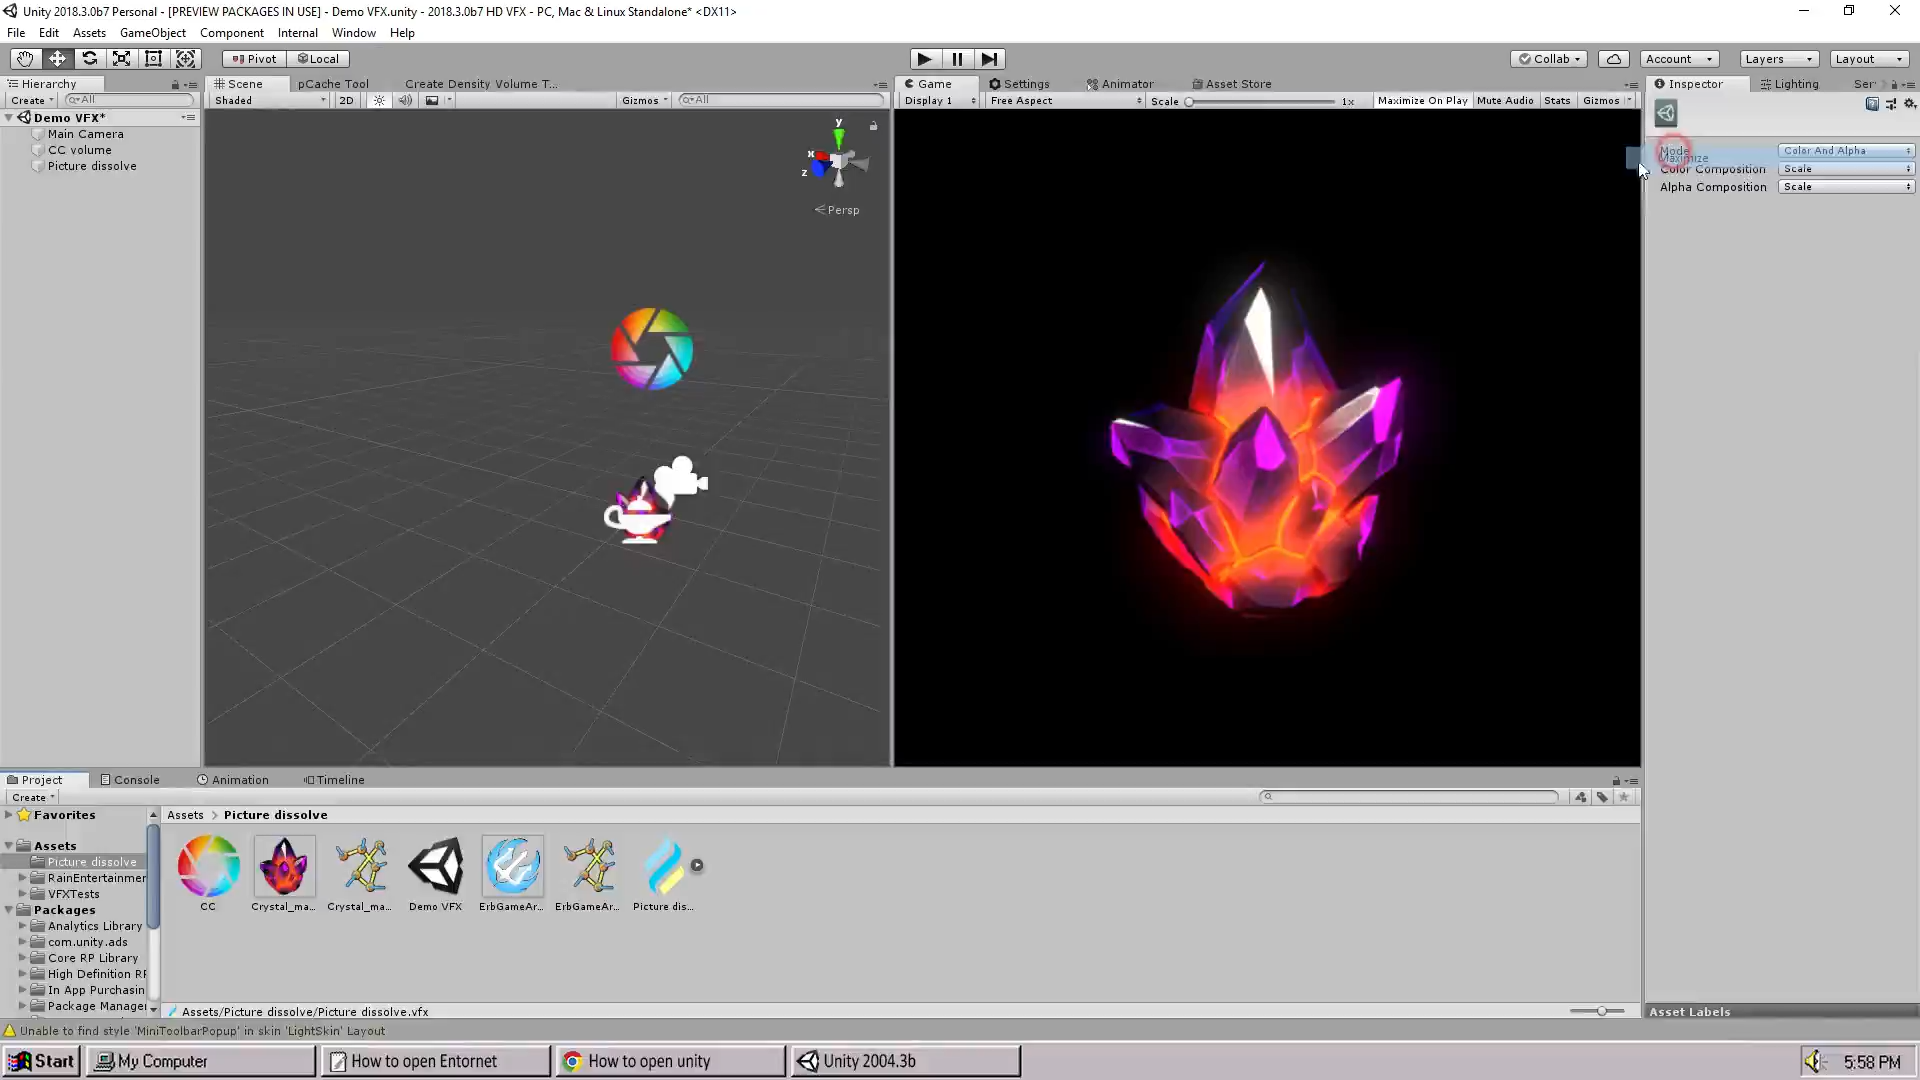 Unity 2018.3.0b7 Personal - [PREVIEW PACKAGES IN USE] - Demo VFX.unity - 2018.3.0b7 HD VFX - PC, Mac & Linux Standalone* <DX11>
File Edit Assets GameObject Component Internal Window Help
Pivot Local Collab Account Layers Layout
Hierarchy
Create All
Demo VFX*
Main Camera
CC volume
Picture dissolve
Scene pCache Tool Create Density Volume T...
Shaded 2D Gizmos All
y
x
z
Persp
Game Settings Animator Asset Store
Display 1 Free Aspect Scale 1x Maximize On Play Mute Audio Stats Gizmos
Inspector Lighting Ser
Mode Color And Alpha
Maximize
Color Composition Scale
Alpha Composition Scale
Project Console Animation Timeline
Create
Favorites
Assets
Picture dissolve
RainEntertainmer
VFXTests
Packages
Analytics Library
com.unity.ads
Core RP Library
High Definition RF
In App Purchasin
Package Manager
Assets > Picture dissolve
CC Crystal_ma... Crystal_ma... Demo VFX ErbGameAr... ErbGameAr... Picture dis...
Assets/Picture dissolve/Picture dissolve.vfx
Asset Labels
Unable to find style 'MiniToolbarPopup' in skin 'LightSkin' Layout
Start My Computer How to open Entornet How to open unity Unity 2004.3b 5:58 PM